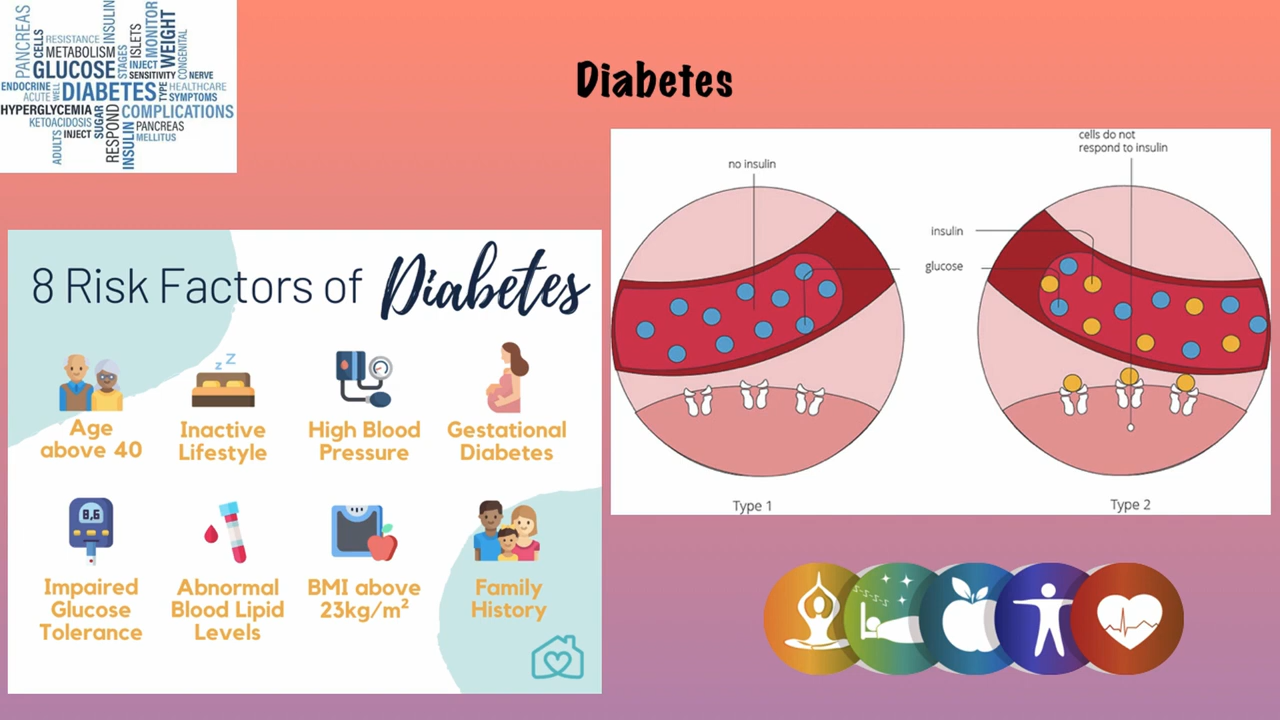 PANCREAS
CELLS
RESISTANCE
METABOLISM
GLUCOSE
INSULIN
STAGES
ISLETS
INJECT
MONITOR
WEIGHT
CONGENITAL
SENSITIVITY
NERVE
ENDOCRINE
ACUTE
WELL
DIABETES
TYPE
HEALTHCARE
SYMPTOMS
HYPERGLYCEMIA
SUGAR
COMPLICATIONS
KETOACIDOSIS
RESPOND
PANCREAS
ADULTS
INJECT
INSULIN
MELLITUS
Diabetes
8 Risk Factors of Diabetes
z Z
Age
above 40
Inactive
Lifestyle
High Blood
Pressure
Gestational
Diabetes
8,6
Impaired
Glucose
Tolerance
Abnormal
Blood Lipid
Levels
BMI above
23kg/m²
Family
History
no insulin
cells do not
respond to insulin
insulin
glucose
Type 1
Type 2
z z z z z